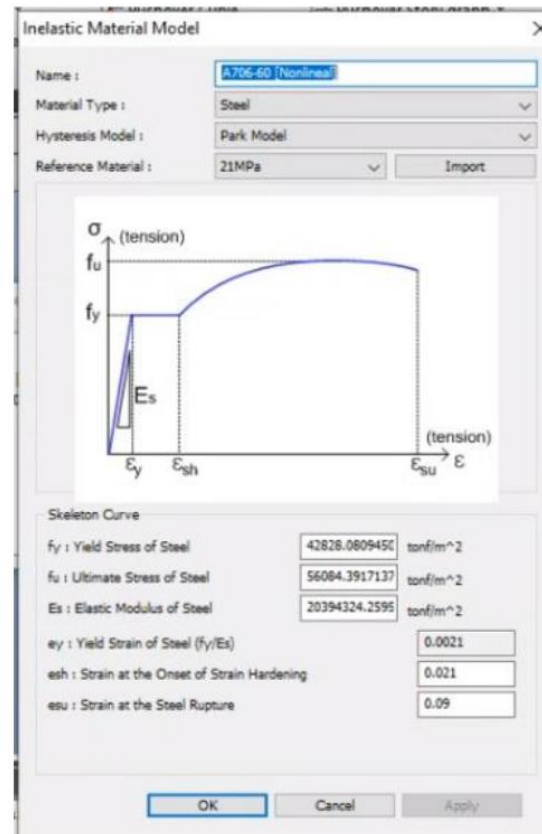 Inelastic Material Model
Name : A706-60 [Nonlineal]
Material Type : Steel
Hysteresis Model : Park Model
Reference Material : 21MPa Import
σ (tension)
fu
fy
Es
εy εsh εsu ε (tension)
Skeleton Curve
fy : Yield Stress of Steel 42828.080945( tonf/m^2
fu : Ultimate Stress of Steel 56084.3917137 tonf/m^2
Es : Elastic Modulus of Steel 20394324.2595 tonf/m^2
ey : Yield Strain of Steel (fy/Es) 0.0021
esh : Strain at the Onset of Strain Hardening 0.021
esu : Strain at the Steel Rupture 0.09
OK Cancel Apply